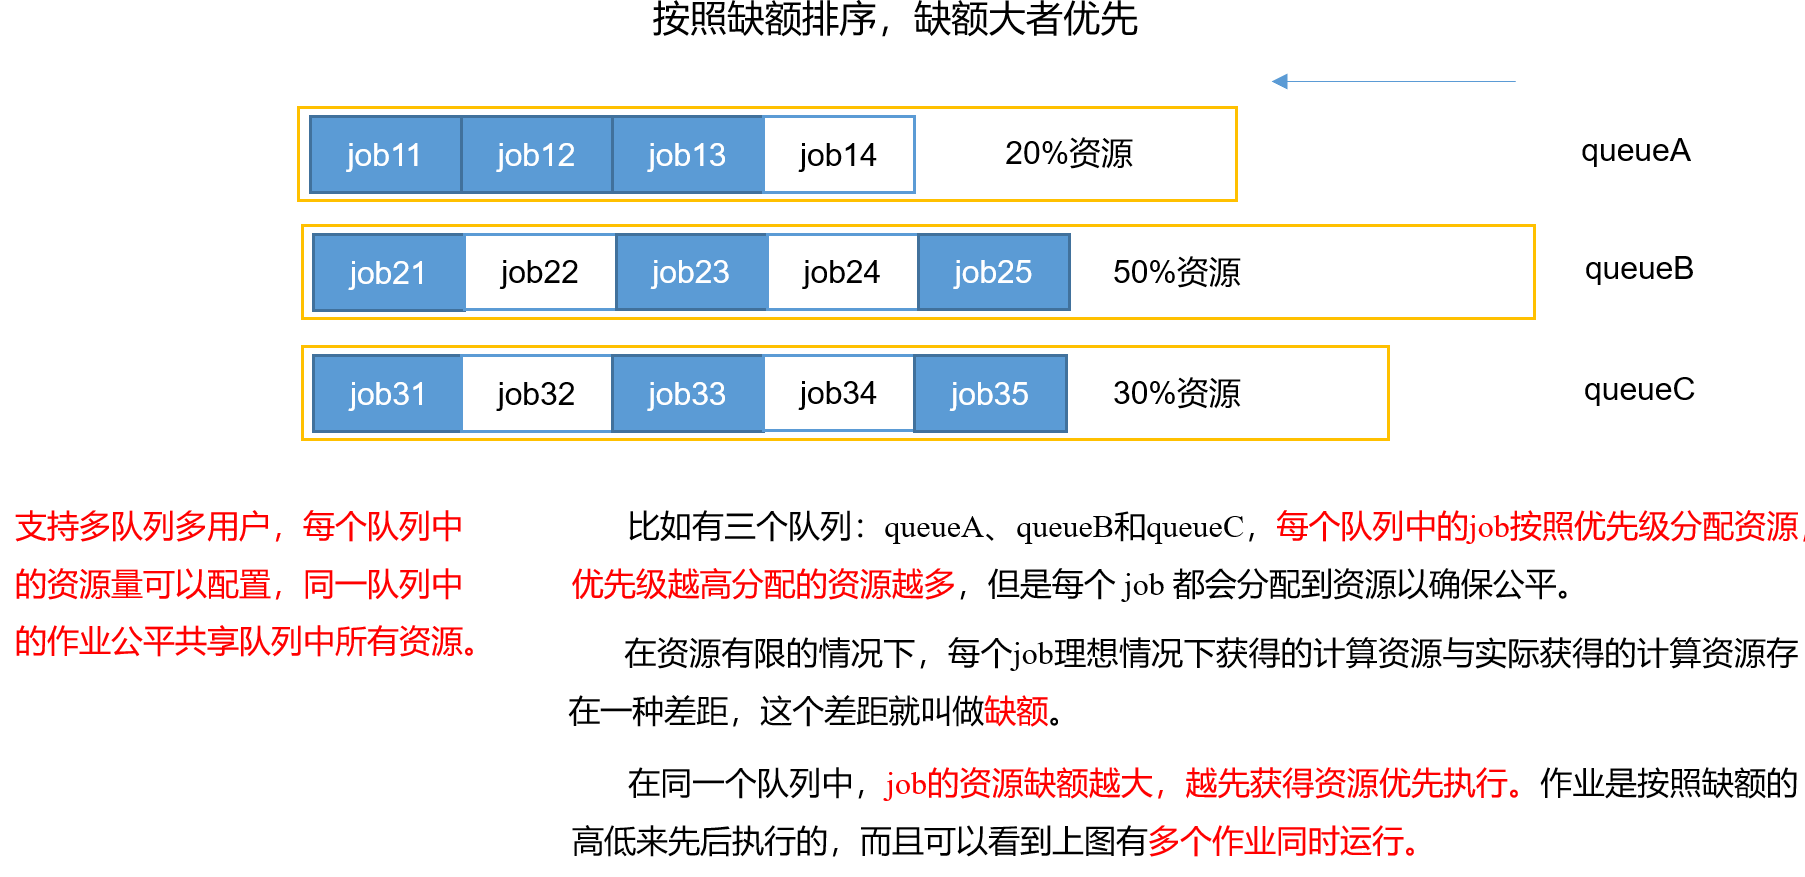 按照缺额排序，缺额大者优先
job11 job12 job13 job14 20%资源 queueA
job21 job22 job23 job24 job25 50%资源 queueB
job31 job32 job33 job34 job35 30%资源 queueC
支持多队列多用户，每个队列中
的资源量可以配置，同一队列中
的作业公平共享队列中所有资源。
比如有三个队列：queueA、queueB和queueC，每个队列中的job按照优先级分配资源，
优先级越高分配的资源越多，但是每个 job 都会分配到资源以确保公平。
在资源有限的情况下，每个job理想情况下获得的计算资源与实际获得的计算资源存
在一种差距，这个差距就叫做缺额。
在同一个队列中，job的资源缺额越大，越先获得资源优先执行。作业是按照缺额的
高低来先后执行的，而且可以看到上图有多个作业同时运行。